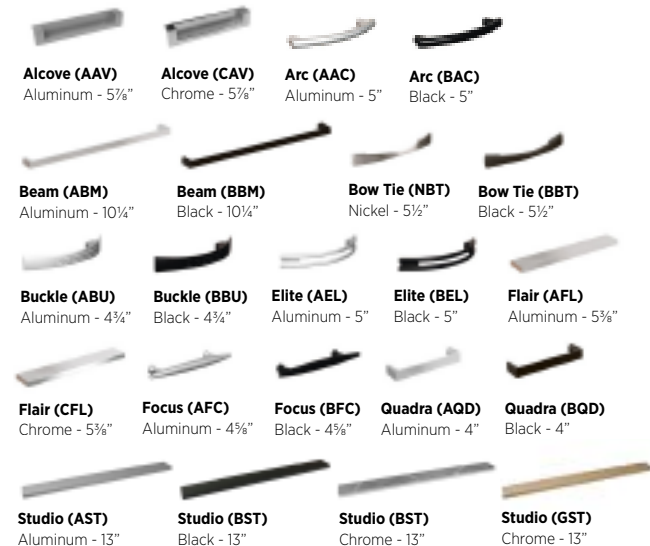 Alcove (AAV)
Aluminum - 5⅞”
Alcove (CAV)
Chrome - 5⅞”
Arc (AAC)
Aluminum - 5”
Arc (BAC)
Black - 5”
Beam (ABM)
Aluminum - 10¼”
Beam (BBM)
Black - 10¼”
Bow Tie (NBT)
Nickel - 5½”
Bow Tie (BBT)
Black - 5½”
Buckle (ABU)
Aluminum - 4¾”
Buckle (BBU)
Black - 4¾”
Elite (AEL)
Aluminum - 5”
Elite (BEL)
Black - 5”
Flair (AFL)
Aluminum - 5⅜”
Flair (CFL)
Chrome - 5⅜”
Focus (AFC)
Aluminum - 4⅝”
Focus (BFC)
Black - 4⅝”
Quadra (AQD)
Aluminum - 4”
Quadra (BQD)
Black - 4”
Studio (AST)
Aluminum - 13”
Studio (BST)
Black - 13”
Studio (BST)
Chrome - 13”
Studio (GST)
Chrome - 13”